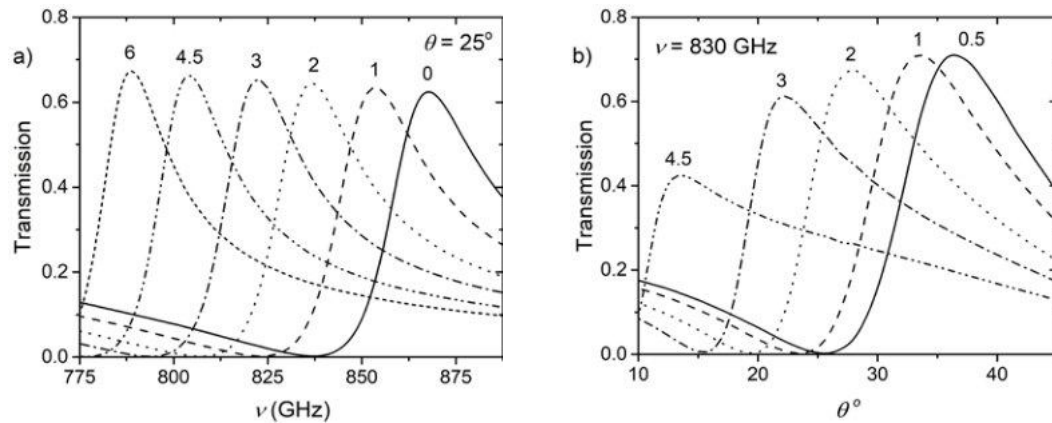 a)
θ = 25°
6 4.5 3 2 1 0
0.8
0.6
0.4
0.2
0.0
Transmission
775 800 825 850 875
ν (GHz)
b)
ν = 830 GHz
4.5 3 2 1 0.5
0.8
0.6
0.4
0.2
0.0
Transmission
10 20 30 40
θ°